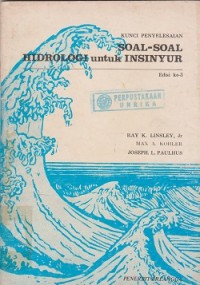 KUNCI PENYELESAIAN
SOAL-SOAL
HIDROLOGI untuk INSINYUR
Edisi ke-3
PERPUSTAKAAN
UNRIKA
RAY K. LINSLEY, Jr
MAX A. KOHLER
JOSEPH L. PAULHUS